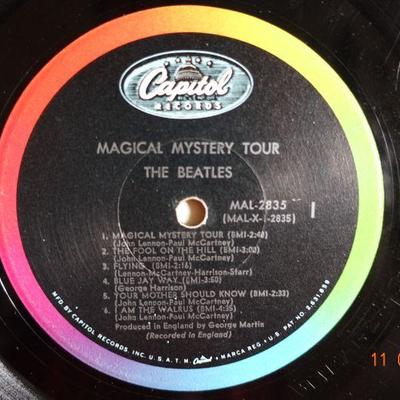 Capitol
RECORDS
MAGICAL MYSTERY TOUR
THE BEATLES
MAL-2835
(MAL-X-1-2835)
1
1. MAGICAL MYSTERY TOUR (BMI-2:48)
(John Lennon-Paul McCartney)
2. THE FOOL ON THE HILL (BMI-3:00)
(John Lennon-Paul McCartney)
3. FLYING (BMI-2:16)
(Lennon-McCartney-Harrison-Starr)
4. BLUE JAY WAY (BMI-3:50)
(George Harrison)
5. YOUR MOTHER SHOULD KNOW (BMI-2:33)
(John Lennon-Paul McCartney)
6. I AM THE WALRUS (BMI-4:35)
(John Lennon-Paul McCartney)
Produced in England by George Martin
(Recorded in England)
MFD. BY CAPITOL RECORDS, INC. U.S.A. T.M. Capitol MARCA REG. U.S. PAT. NO. 2,631,859
11